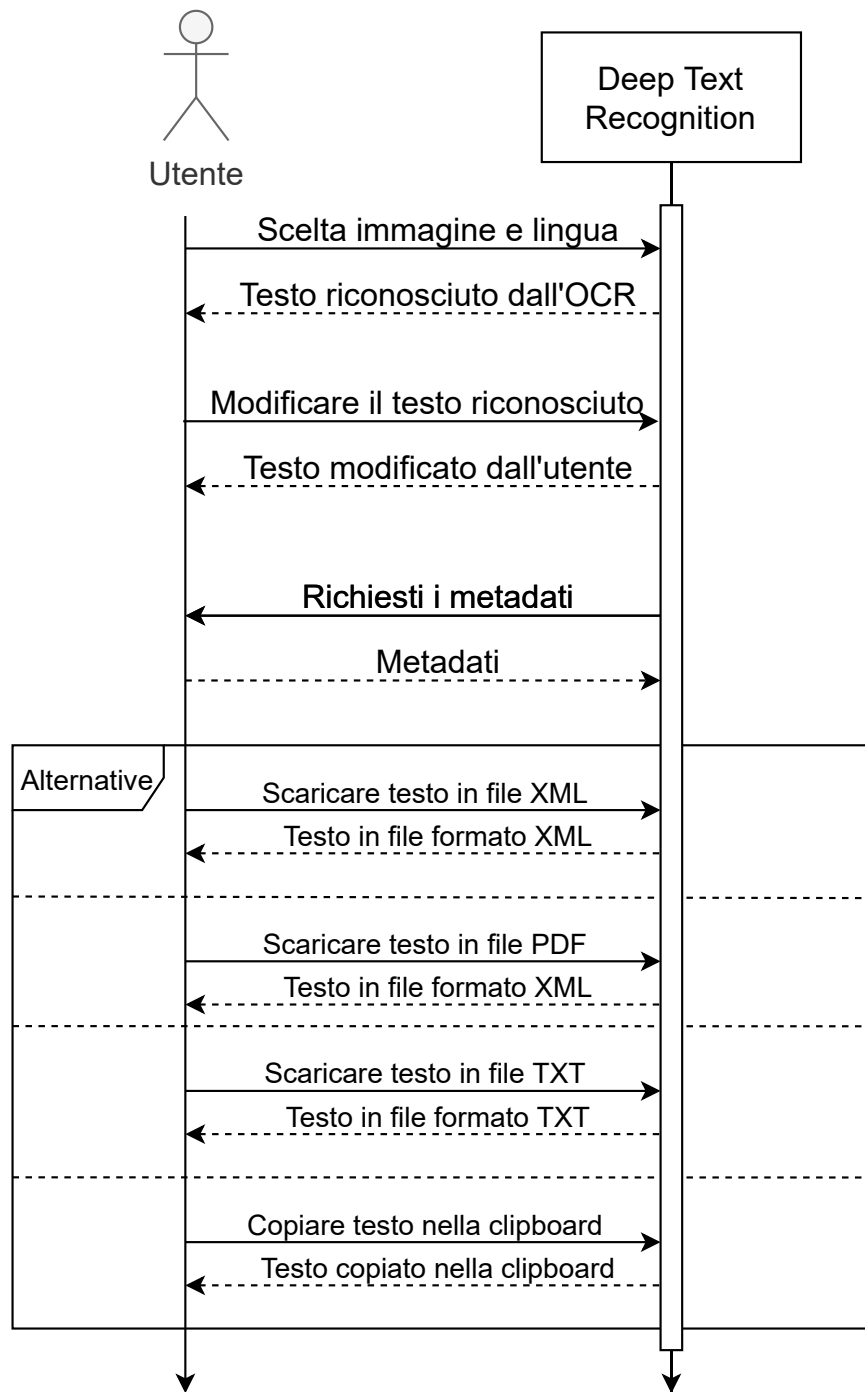 Utente
Deep Text
Recognition
Scelta immagine e lingua
Testo riconosciuto dall'OCR
Modificare il testo riconosciuto
Testo modificato dall'utente
Richiesti i metadati
Metadati
Alternative
Scaricare testo in file XML
Testo in file formato XML
Scaricare testo in file PDF
Testo in file formato XML
Scaricare testo in file TXT
Testo in file formato TXT
Copiare testo nella clipboard
Testo copiato nella clipboard